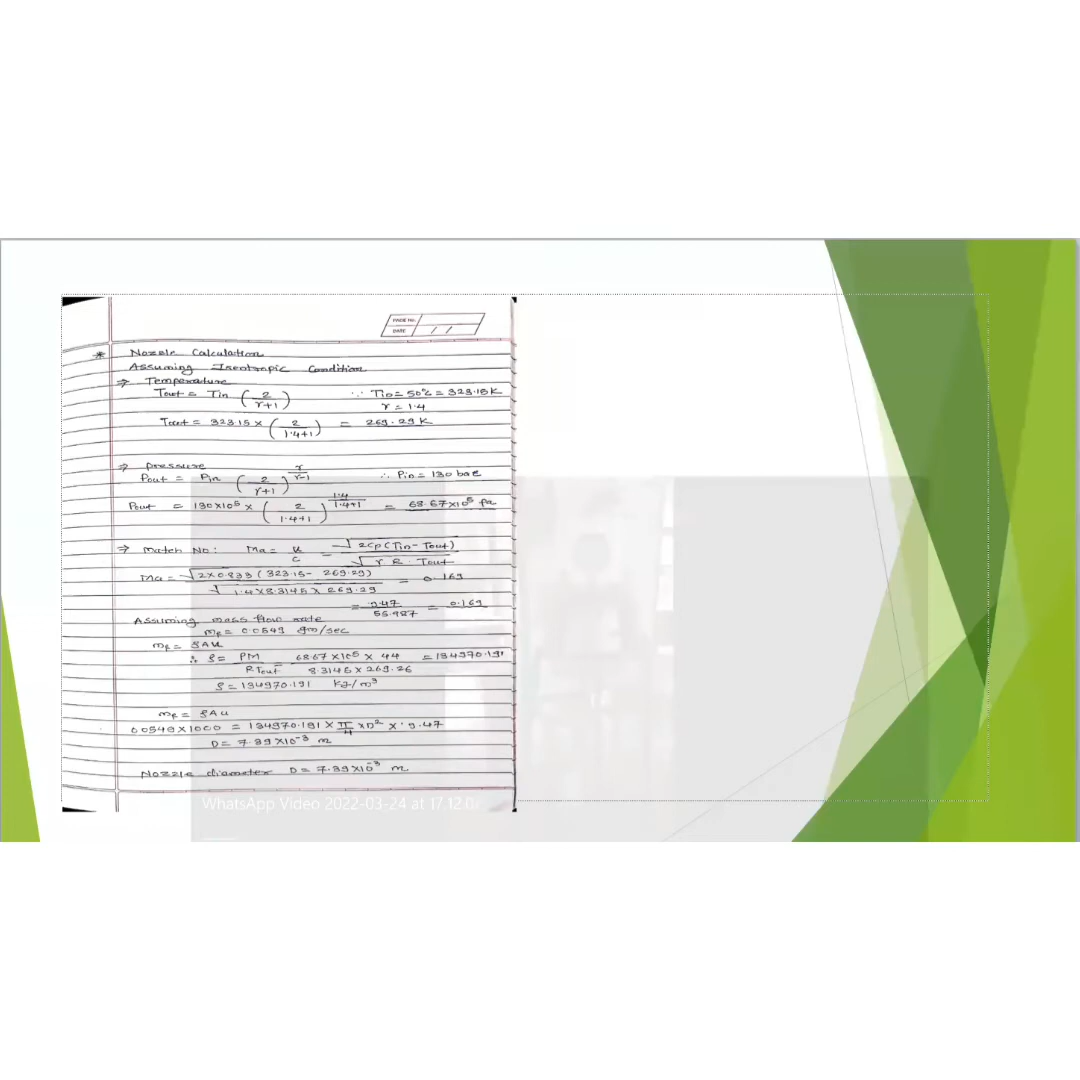 PAGE No.
DATE / /
* Nozzle Calculation
Assuming Isentropic Condition
⇒ Temperature
Tout = Tin (2/γ+1) ∵ Tin = 50°C = 323.15K
γ = 1.4
Tout = 323.15 × (2/1.4+1) = 269.29 K
⇒ pressure
Pout = Pin (2/γ+1)^γ/γ-1 ∴ Pin = 130 bar
Pout = 130×10⁵ × (2/1.4+1)^1.4/1.4+1 = 68.67×10⁵ Pa
⇒ Match No: Ma = u/c = √2Cp(Tin-Tout)/√γ R Tout
Ma = √2×0.833(323.15-269.29)/√1.4×8.3145×269.29 = 0.169
= 9.47/55.987 = 0.169
Assuming mass flow rate
mf = 0.0549 gm/sec
mf = ρAu
∴ ρ = PM/RTout = 68.67×10⁵×44/8.3145×269.26 = 134970.191
ρ = 134970.191 Kg/m³
mf = ρAu
0.0549×1000 = 134970.191 × π/4 × D² × 9.47
D = 7.39×10⁻³ m
Nozzle diameter D = 7.39×10⁻³ m
WhatsApp Video 2022-03-24 at 17.12.0